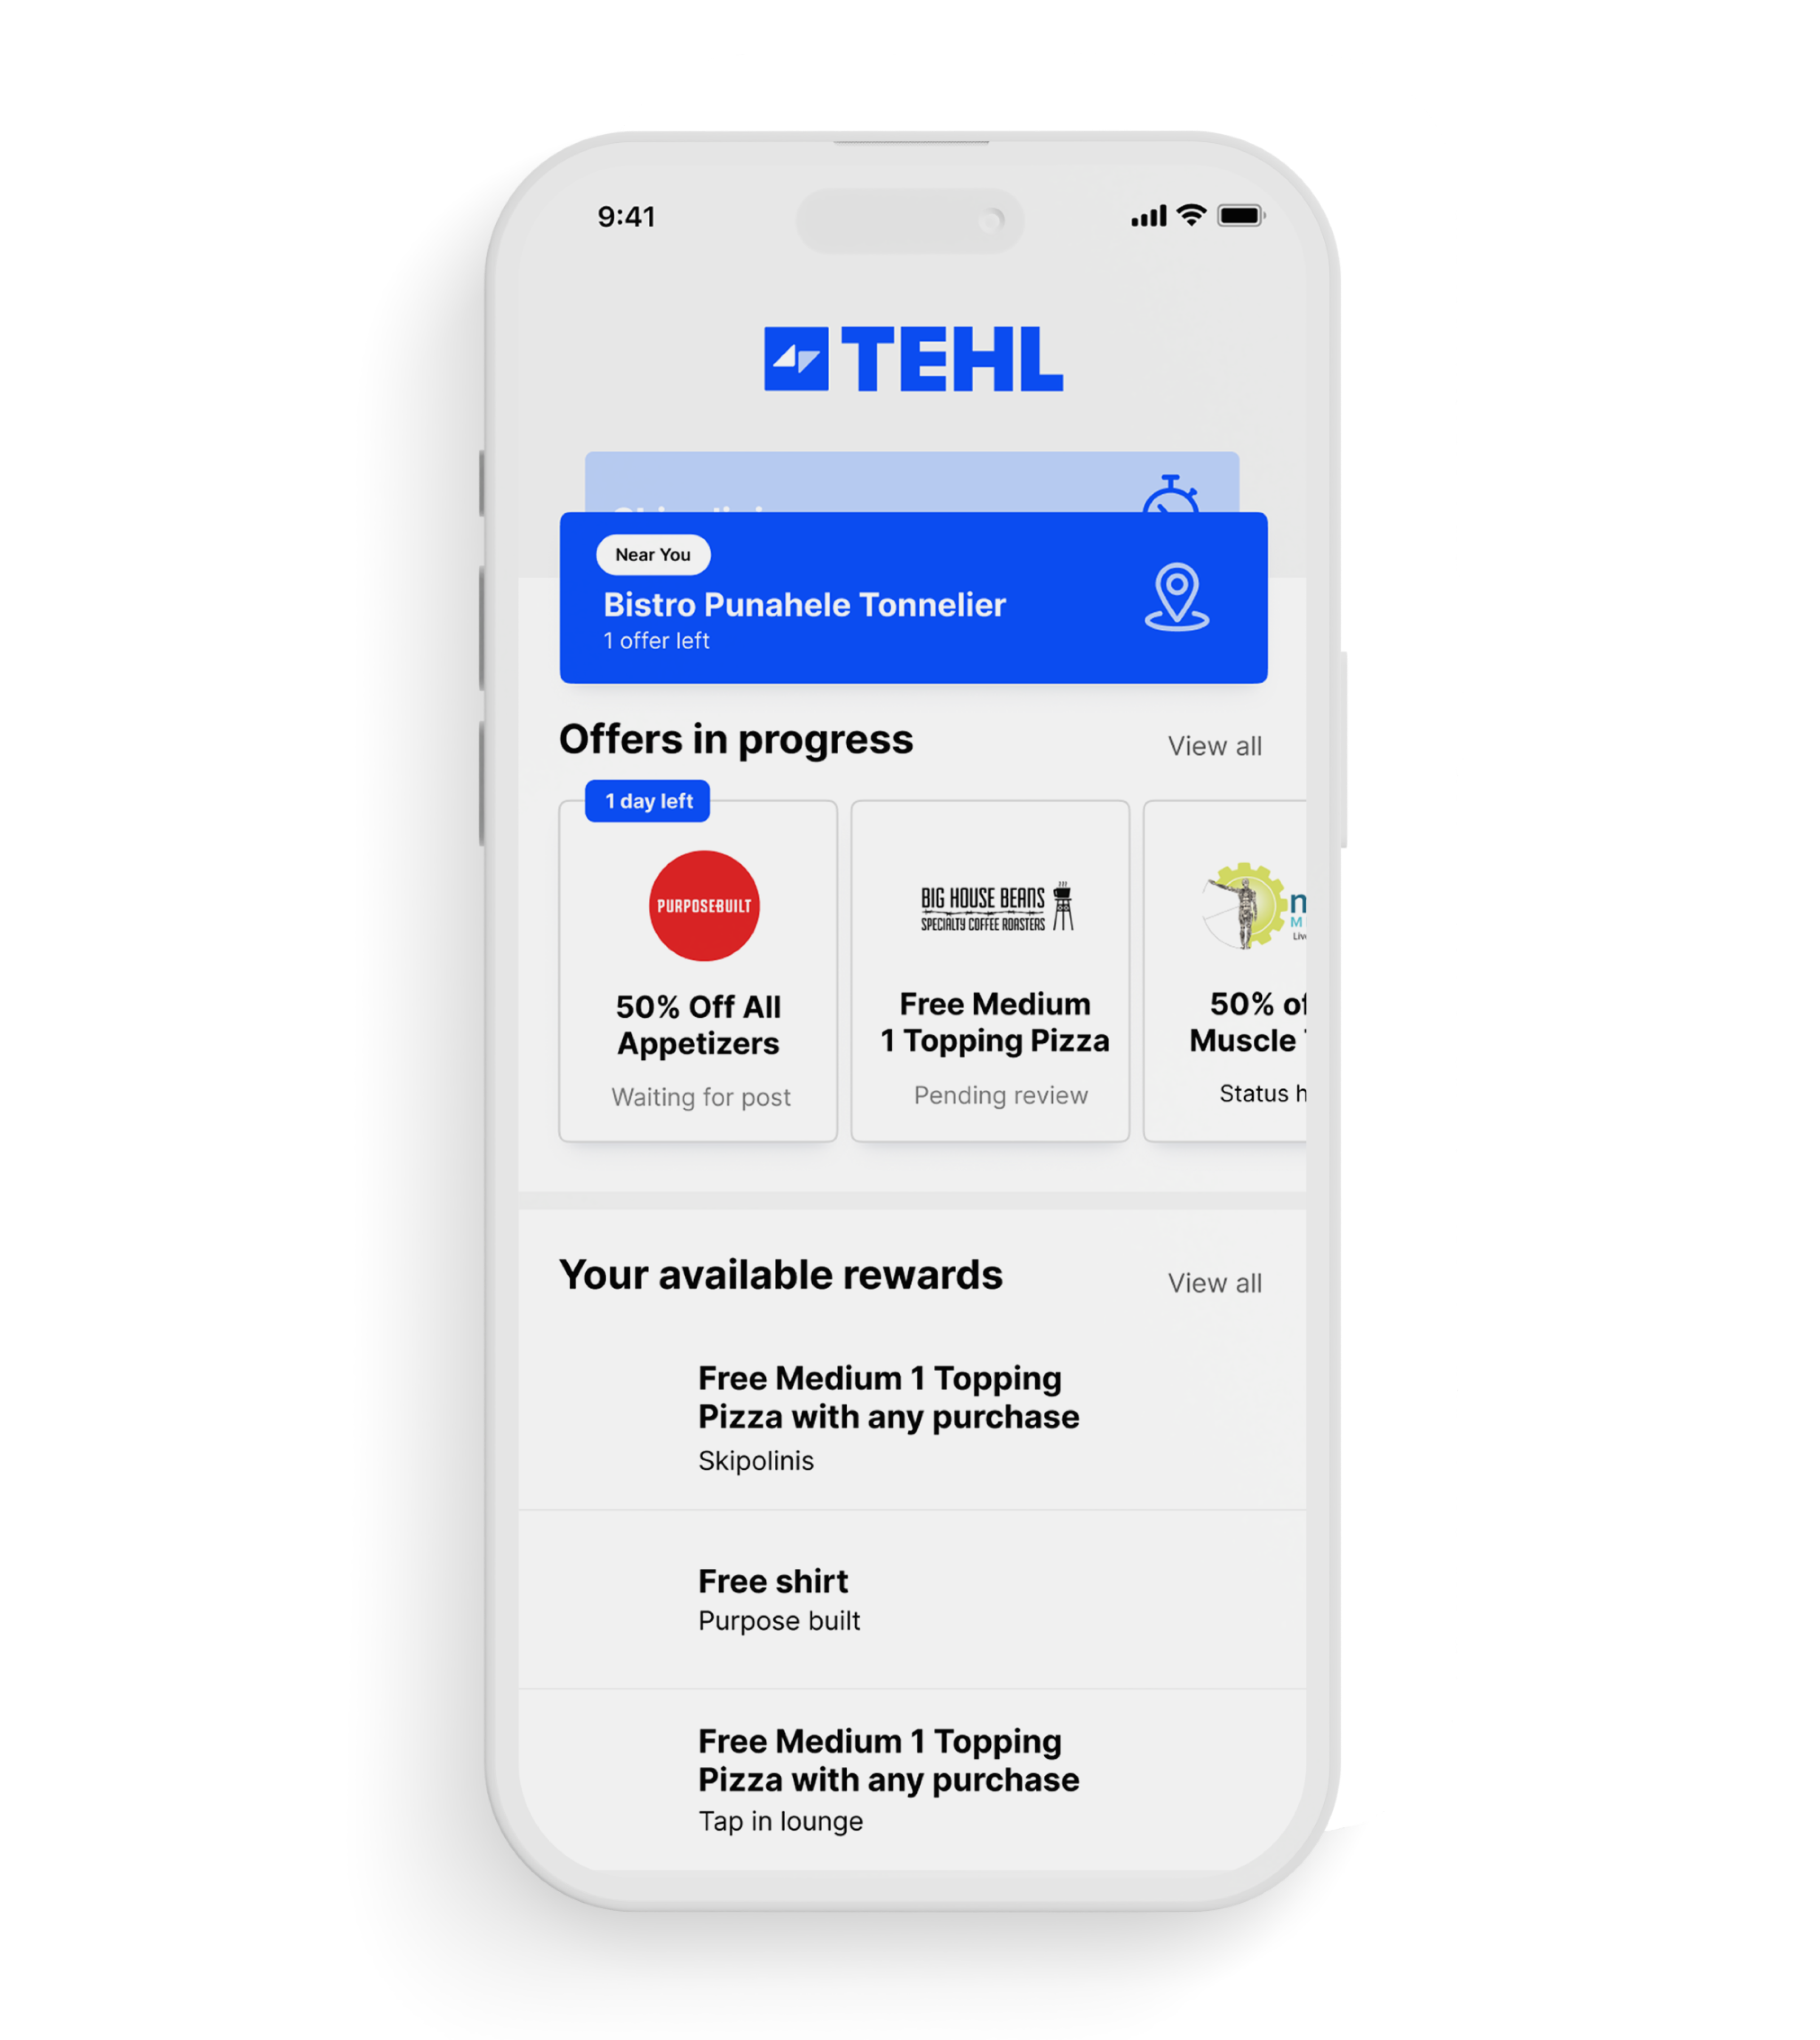 9:41
TEHL
Near You
Bistro Punahele Tonnelier
1 offer left
Offers in progress
View all
1 day left
PURPOSEBUILT
50% Off All
Appetizers
Waiting for post
BIG HOUSE BEANS
SPECIALTY COFFEE ROASTERS
Free Medium
1 Topping Pizza
Pending review
50% of
Muscle
Status h
Your available rewards
View all
Free Medium 1 Topping
Pizza with any purchase
Skipolinis
Free shirt
Purpose built
Free Medium 1 Topping
Pizza with any purchase
Tap in lounge